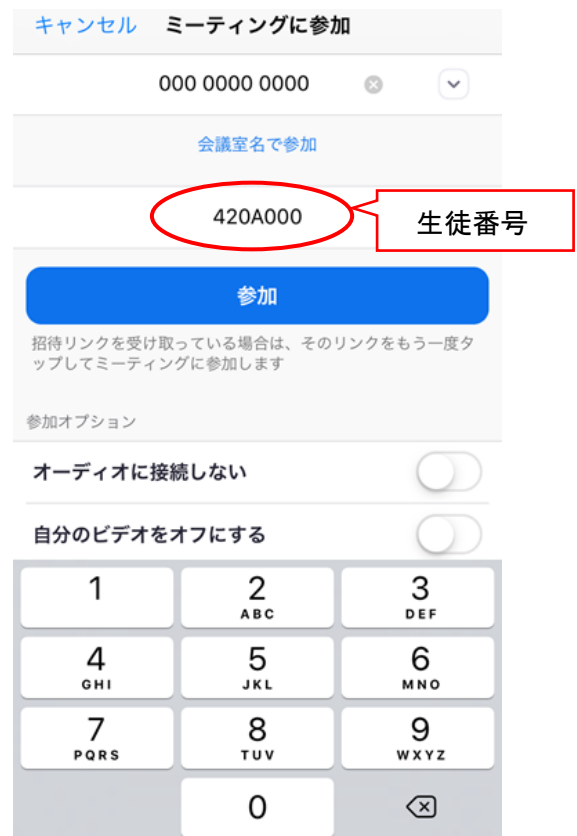 キャンセル ミーティングに参加
000 0000 0000
会議室名で参加
420A000
生徒番号
参加
招待リンクを受け取っている場合は、そのリンクをもう一度タ
ップしてミーティングに参加します
参加オプション
オーディオに接続しない
自分のビデオをオフにする
1 2 3
ABC DEF
4 5 6
GHI JKL MNO
7 8 9
PQRS TUV WXYZ
0